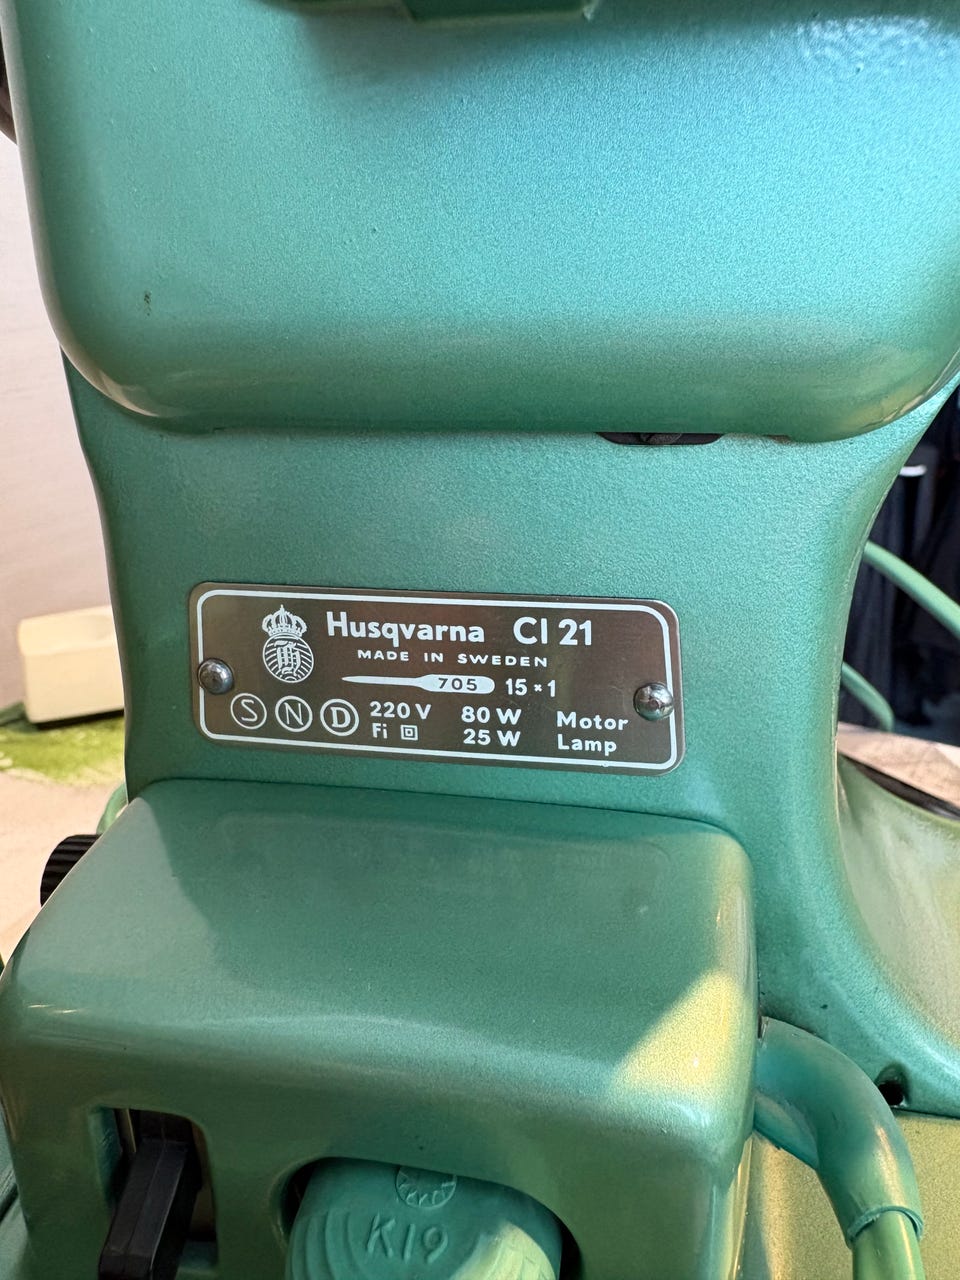 Husqvarna Cl 21
MADE IN SWEDEN
705 15×1
S N D 220 V 80 W Motor
Fi 25 W Lamp
K19